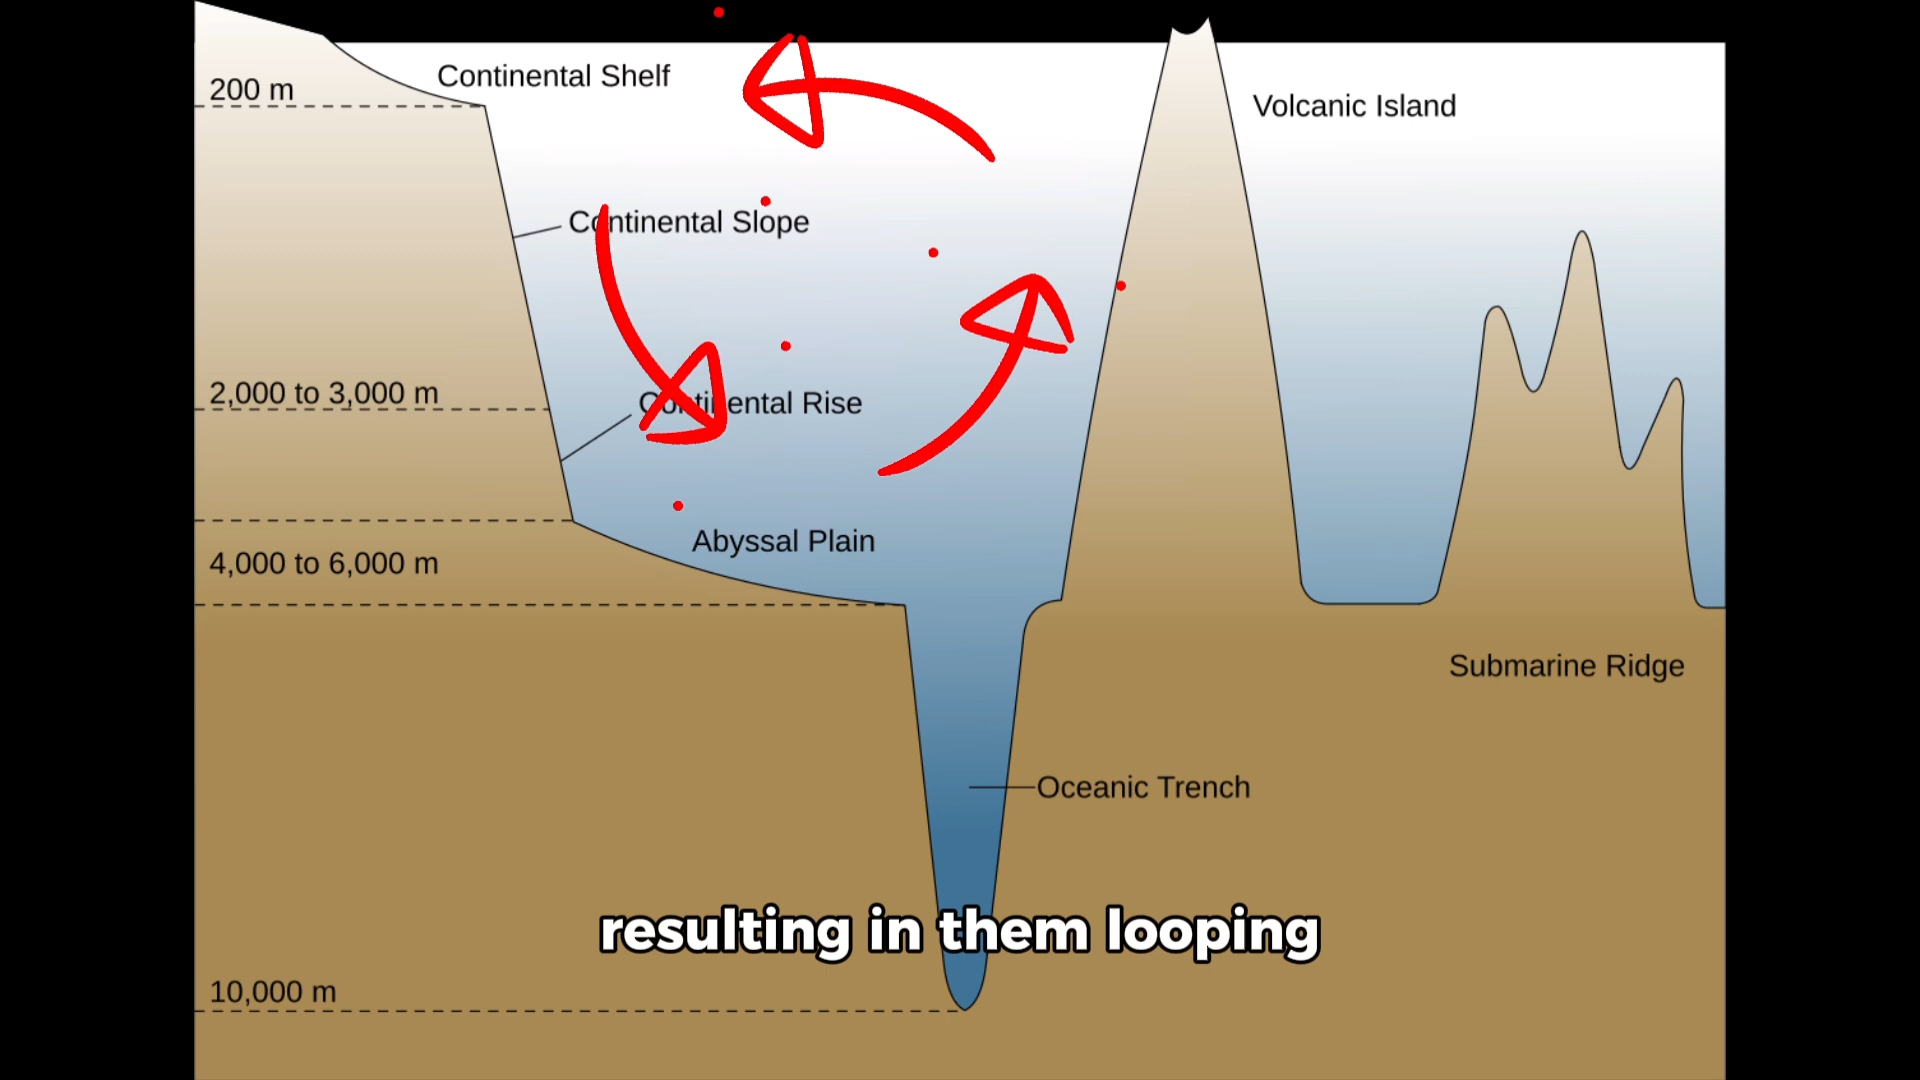 Continental Shelf
200 m
Volcanic Island
Continental Slope
2,000 to 3,000 m
Continental Rise
Abyssal Plain
4,000 to 6,000 m
Submarine Ridge
Oceanic Trench
resulting in them looping
10,000 m